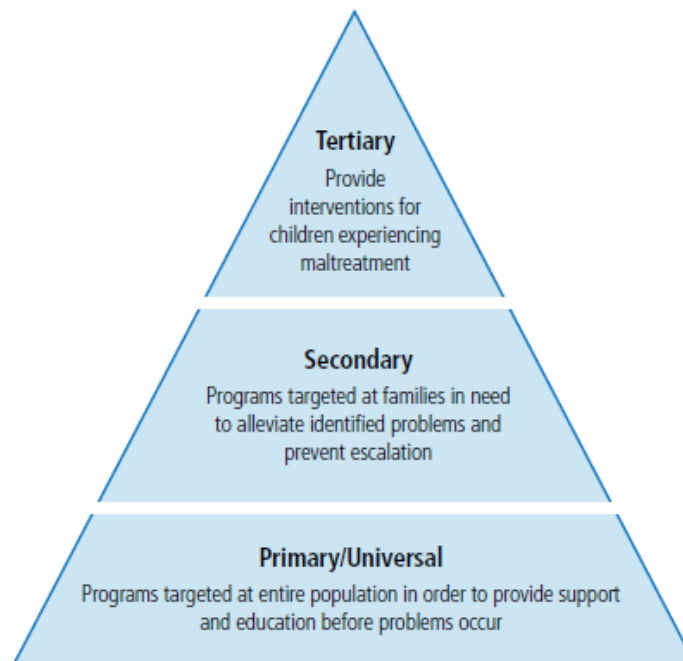 Tertiary
Provide
interventions for
children experiencing
maltreatment
Secondary
Programs targeted at families in need
to alleviate identified problems and
prevent escalation
Primary/Universal
Programs targeted at entire population in order to provide support
and education before problems occur